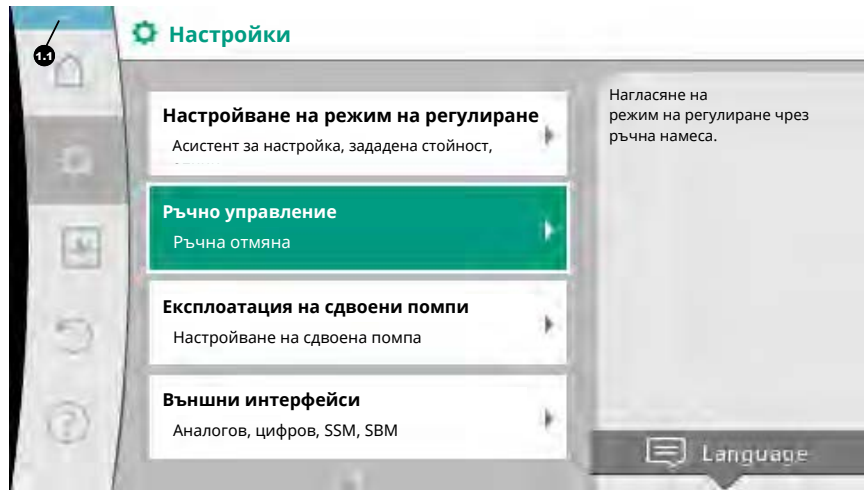 1.1
Настройки
Настройване на режим на регулиране
Асистент за настройка, зададена стойност,
Ръчно управление
Ръчна отмяна
Експлоатация на сдвоени помпи
Настройване на сдвоена помпа
Външни интерфейси
Аналогов, цифров, SSM, SBM
Нагласяне на
режим на регулиране чрез
ръчна намеса.
Language